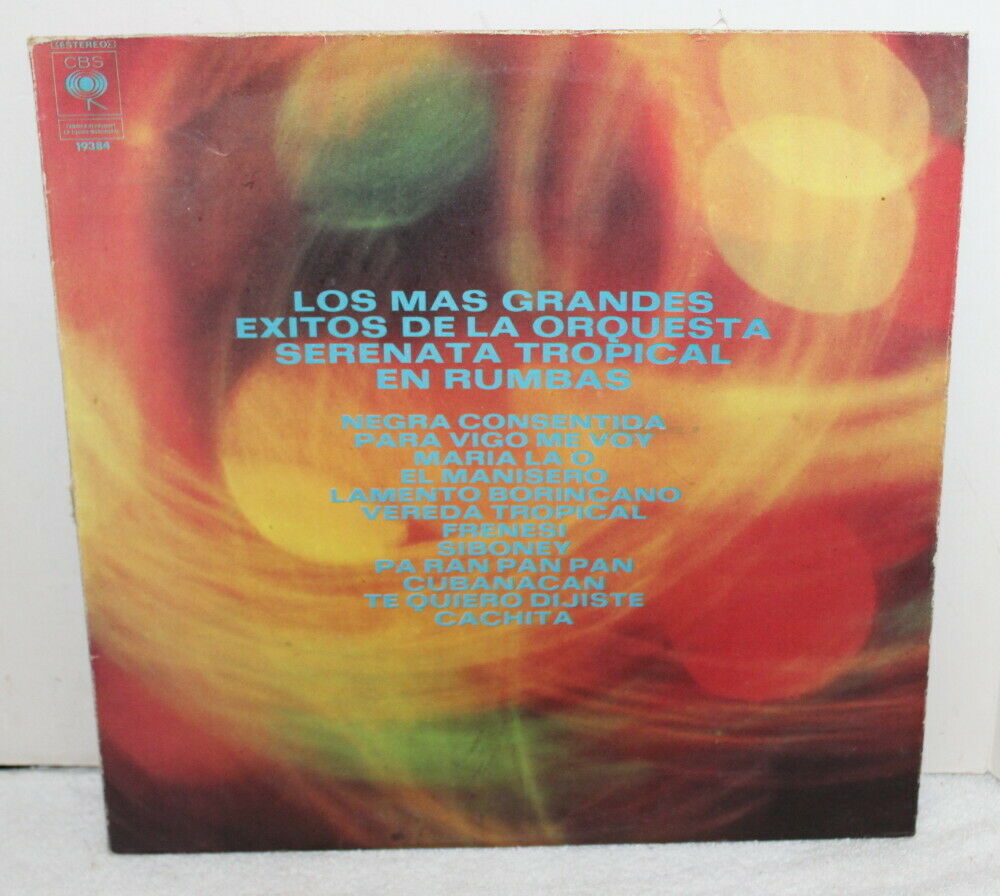 ESTEREO
CBS
19384
LOS MAS GRANDES
EXITOS DE LA ORQUESTA
SERENATA TROPICAL
EN RUMBAS
NEGRA CONSENTIDA
PARA VIGO ME VOY
MARIA LA O
EL MANISERO
LAMENTO BORINCANO
VEREDA TROPICAL
FRENESI
SIBONEY
PA RAN PAN PAN
CUBANACAN
TE QUIERO DIJISTE
CACHITA